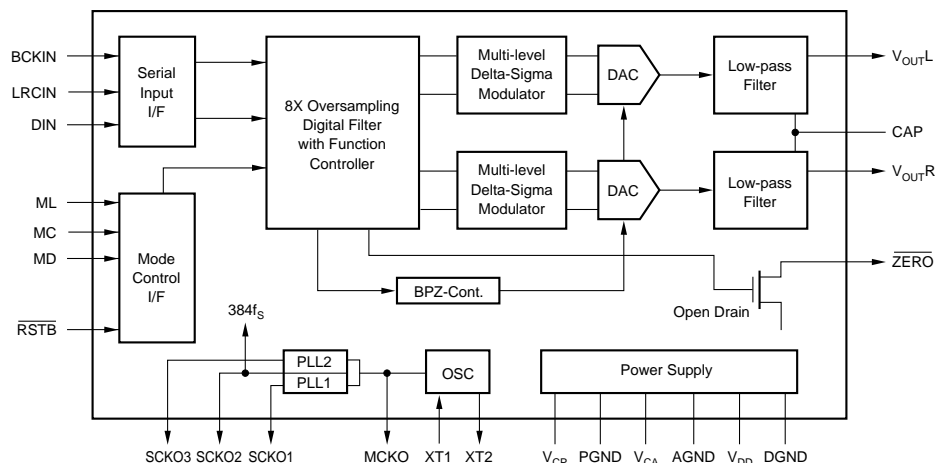 BCKIN
LRCIN
DIN
Serial
Input
I/F
8X Oversampling
Digital Filter
with Function
Controller
Multi-level
Delta-Sigma
Modulator
DAC
Low-pass
Filter
VOUTL
CAP
Multi-level
Delta-Sigma
Modulator
DAC
Low-pass
Filter
VOUTR
ML
MC
MD
RSTB
Mode
Control
I/F
BPZ-Cont.
Open Drain
ZERO
384fS
PLL2
PLL1
OSC
Power Supply
SCKO3 SCKO2 SCKO1 MCKO XT1 XT2 VCP PGND VCA AGND VDD DGND